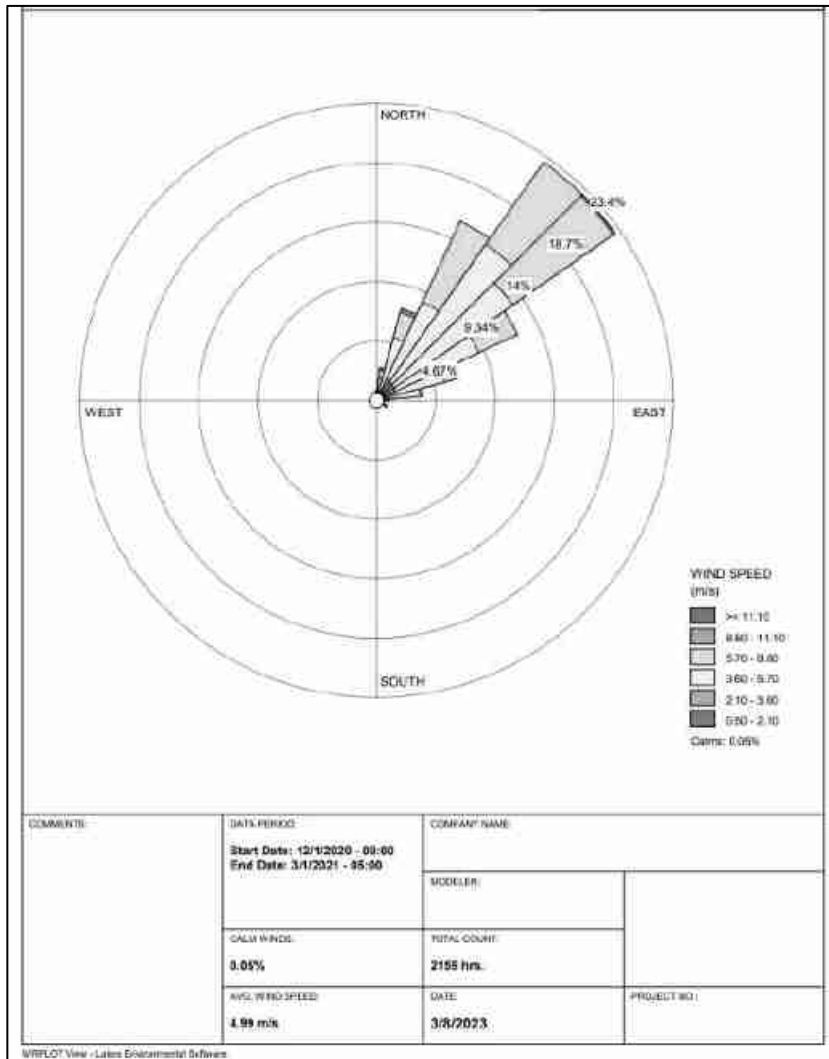 NORTH
23.4%
18.7%
14%
9.34%
4.67%
WEST
EAST
SOUTH
WIND SPEED
(m/s)
>= 11.10
8.80 - 11.10
5.70 - 8.80
3.60 - 5.70
2.10 - 3.60
0.50 - 2.10
Calms: 0.05%
COMMENTS:
DATA PERIOD:
Start Date: 12/1/2020 - 00:00
End Date: 3/1/2021 - 05:00
COMPANY NAME:
MODELER:
CALM WINDS:
0.05%
TOTAL COUNT:
2155 hrs.
AVG. WIND SPEED:
4.99 m/s
DATE:
3/8/2023
PROJECT NO.:
WRPLOT View - Lakes Environmental Software